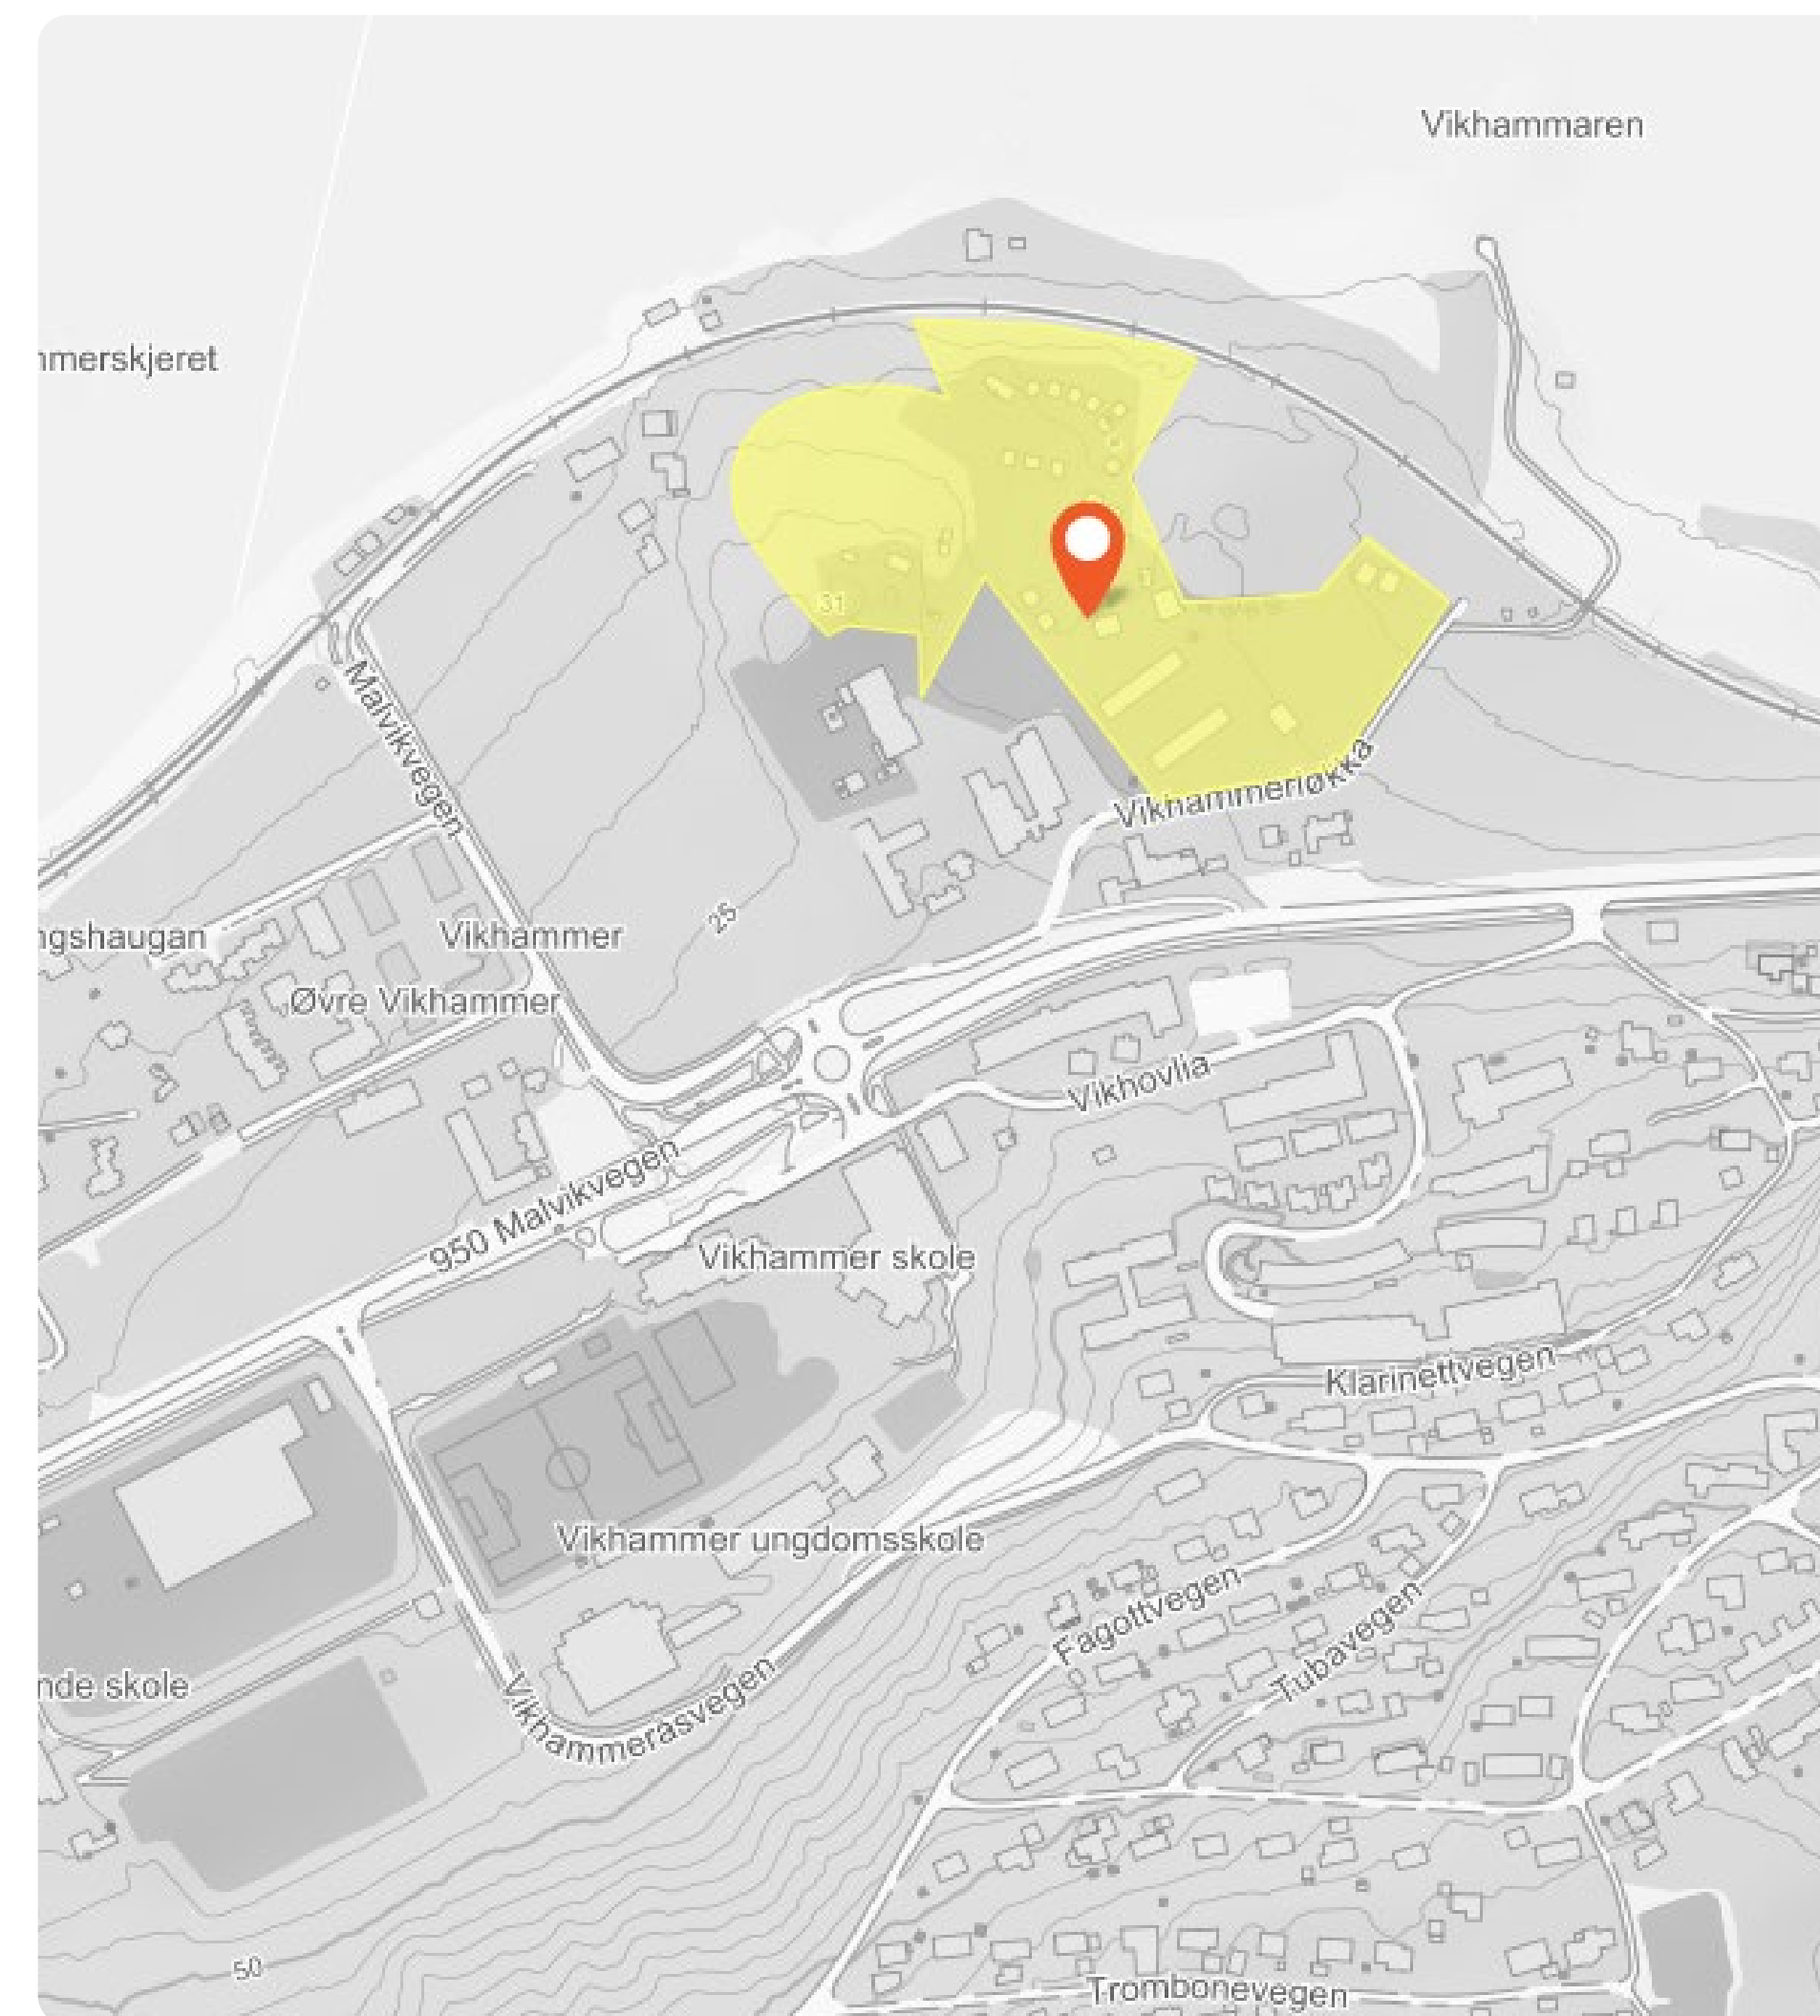 Vikhammaren
mmerskjeret
31
Malvikvegen
Vikhammerløkka
25
ngshaugan
Vikhammer
Øvre Vikhammer
Vikhovlia
950 Malvikvegen
Vikhammer skole
Klarinettvegen
Vikhammer ungdomsskole
Fagottvegen
Tubavegen
nde skole
Vikhammeråsvegen
50
Trombonevegen